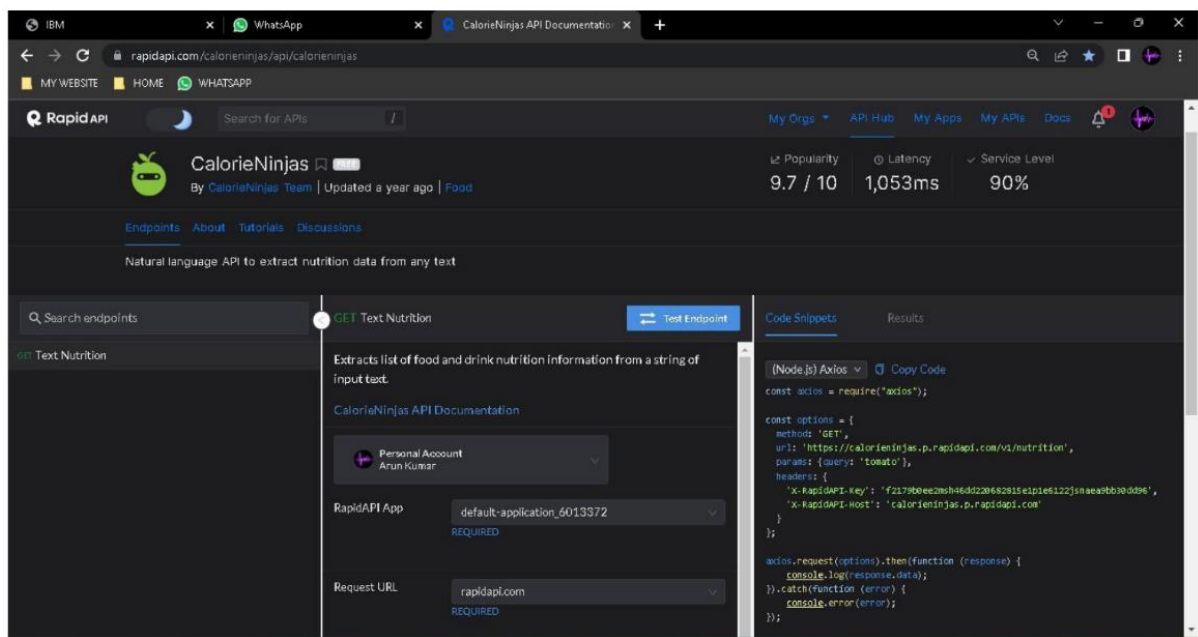 IBM
WhatsApp
CalorieNinjas API Documentation
rapidapi.com/calorieninjas/api/calorieninjas
MY WEBSITE HOME WHATSAPP
Rapid API
Search for APIs /
My Orgs API Hub My Apps My APIs Docs 1
CalorieNinjas FREE
By CalorieNinjas Team | Updated a year ago | Food
Popularity Latency Service Level
9.7 / 10 1,053ms 90%
Endpoints About Tutorials Discussions
Natural language API to extract nutrition data from any text
Search endpoints
GET Text Nutrition
GET Text Nutrition
Test Endpoint
Extracts list of food and drink nutrition information from a string of
input text.
CalorieNinjas API Documentation
Personal Account
Arun Kumar
RapidAPI App
default-application_6013372
REQUIRED
Request URL
rapidapi.com
REQUIRED
Code Snippets Results
(Node.js) Axios Copy Code
const axios = require("axios");
const options = {
method: 'GET',
url: 'https://calorieninjas.p.rapidapi.com/v1/nutrition',
params: {query: 'tomato'},
headers: {
'X-RapidAPI-Key':
'X-RapidAPI-Host': 'calorieninjas.p.rapidapi.com'
}
};
axios.request(options).then(function (response) {
console.log(response.data);
}).catch(function (error) {
console.error(error);
});